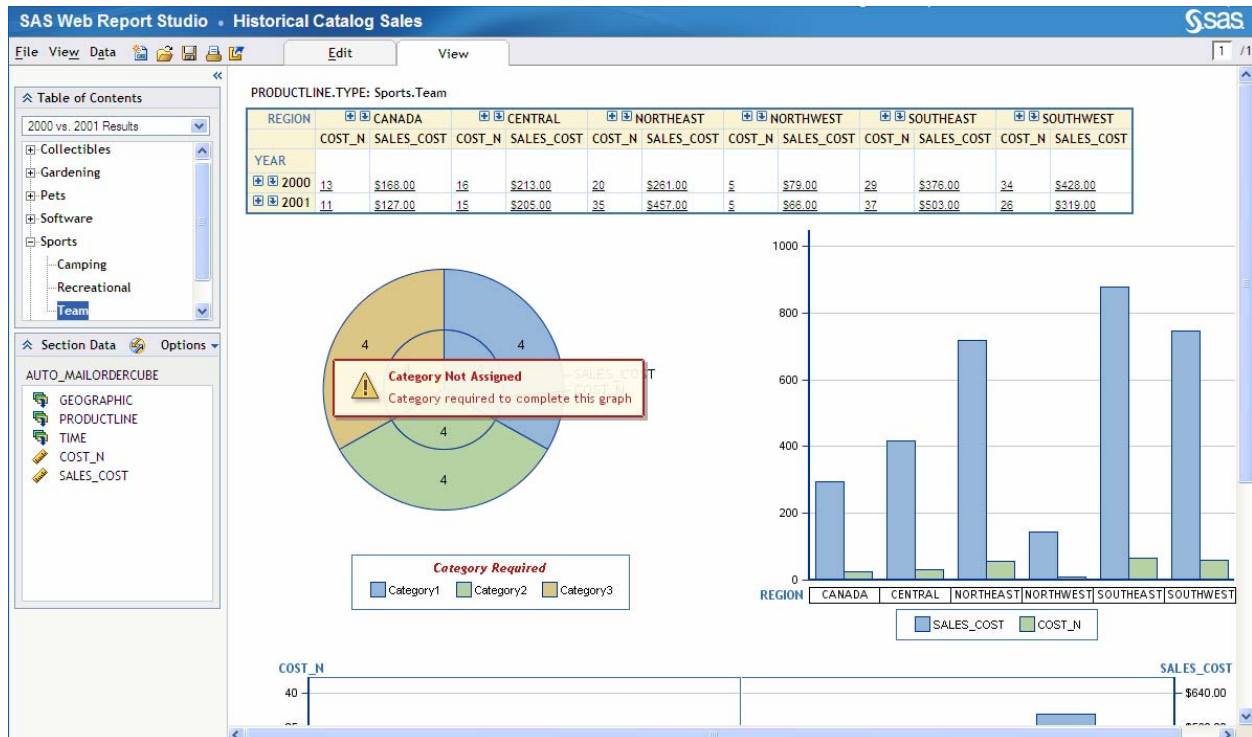 SAS Web Report Studio • Historical Catalog Sales
sas
File View Data
Edit
View
1 /1
Table of Contents
2000 vs. 2001 Results
Collectibles
Gardening
Pets
Software
Sports
Camping
Recreational
Team
Section Data Options
AUTO_MAILORDERCUBE
GEOGRAPHIC
PRODUCTLINE
TIME
COST_N
SALES_COST
PRODUCTLINE.TYPE: Sports.Team
REGION CANADA CENTRAL NORTHEAST NORTHWEST SOUTHEAST SOUTHWEST
COST_N SALES_COST COST_N SALES_COST COST_N SALES_COST COST_N SALES_COST COST_N SALES_COST COST_N SALES_COST
YEAR
2000 13 $168.00 16 $213.00 20 $261.00 5 $79.00 29 $376.00 34 $428.00
2001 11 $127.00 15 $205.00 35 $457.00 5 $66.00 37 $503.00 26 $319.00
4 4
SALES_COST
COST_N
Category Not Assigned
Category required to complete this graph
4
4
Category Required
Category1 Category2 Category3
1000
800
600
400
200
0
REGION CANADA CENTRAL NORTHEAST NORTHWEST SOUTHEAST SOUTHWEST
SALES_COST COST_N
COST_N SALES_COST
40 $640.00